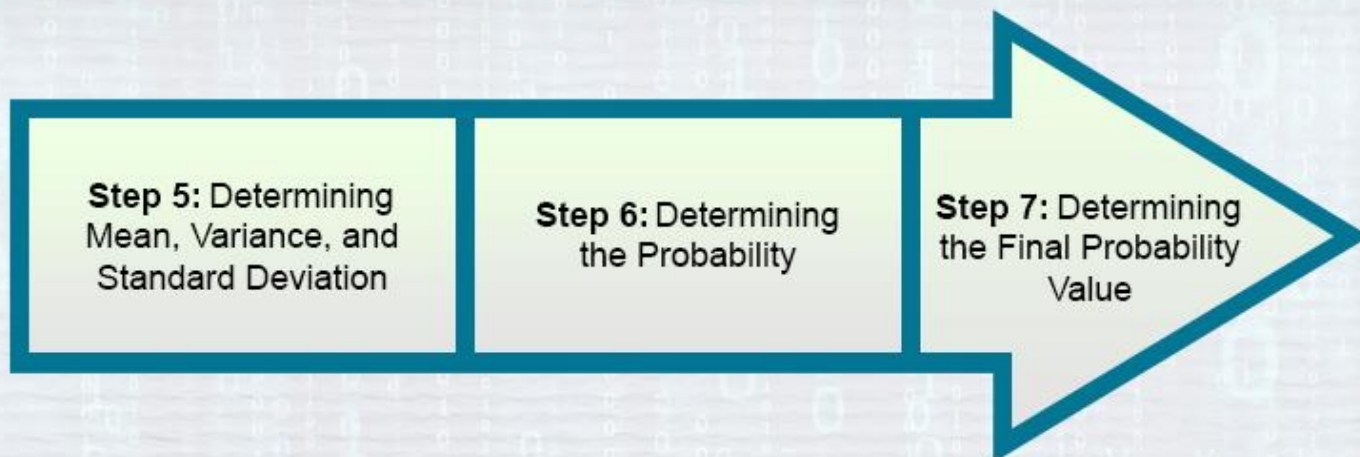 Step 5: Determining
Mean, Variance, and
Standard Deviation
Step 6: Determining
the Probability
Step 7: Determining
the Final Probability
Value